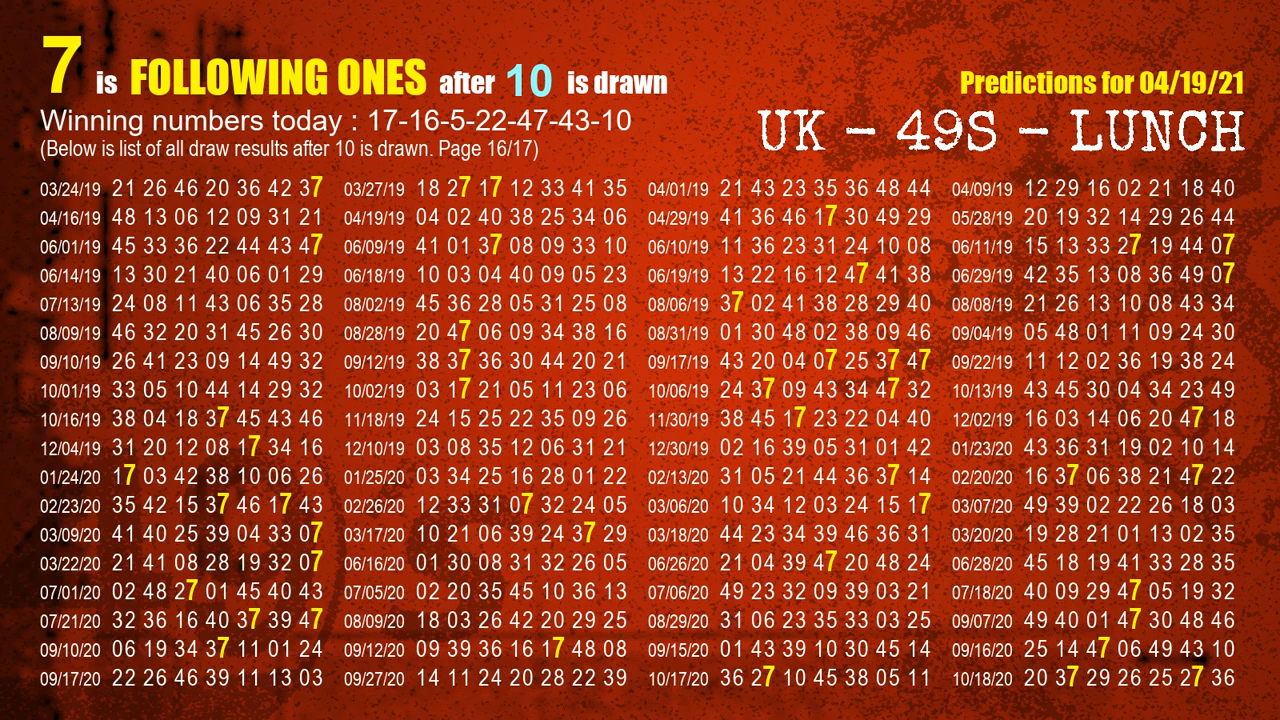 7 is FOLLOWING ONES after 10 is drawn
Predictions for 04/19/21
Winning numbers today : 17-16-5-22-47-43-10
UK - 49S - LUNCH
(Below is list of all draw results after 10 is drawn. Page 16/17)
03/24/19 21 26 46 20 36 42 37 03/27/19 18 27 17 12 33 41 35 04/01/19 21 43 23 35 36 48 44 04/09/19 12 29 16 02 21 18 40
04/16/19 48 13 06 12 09 31 21 04/19/19 04 02 40 38 25 34 06 04/29/19 41 36 46 17 30 49 29 05/28/19 20 19 32 14 29 26 44
06/01/19 45 33 36 22 44 43 47 06/09/19 41 01 37 08 09 33 10 06/10/19 11 36 23 31 24 10 08 06/11/19 15 13 33 27 19 44 07
06/14/19 13 30 21 40 06 01 29 06/18/19 10 03 04 40 09 05 23 06/19/19 13 22 16 12 47 41 38 06/29/19 42 35 13 08 36 49 07
07/13/19 24 08 11 43 06 35 28 08/02/19 45 36 28 05 31 25 08 08/06/19 37 02 41 38 28 29 40 08/08/19 21 26 13 10 08 43 34
08/09/19 46 32 20 31 45 26 30 08/28/19 20 47 06 09 34 38 16 08/31/19 01 30 48 02 38 09 46 09/04/19 05 48 01 11 09 24 30
09/10/19 26 41 23 09 14 49 32 09/12/19 38 37 36 30 44 20 21 09/17/19 43 20 04 07 25 37 47 09/22/19 11 12 02 36 19 38 24
10/01/19 33 05 10 44 14 29 32 10/02/19 03 17 21 05 11 23 06 10/06/19 24 37 09 43 34 47 32 10/13/19 43 45 30 04 34 23 49
10/16/19 38 04 18 37 45 43 46 11/18/19 24 15 25 22 35 09 26 11/30/19 38 45 17 23 22 04 40 12/02/19 16 03 14 06 20 47 18
12/04/19 31 20 12 08 17 34 16 12/10/19 03 08 35 12 06 31 21 12/30/19 02 16 39 05 31 01 42 01/23/20 43 36 31 19 02 10 14
01/24/20 17 03 42 38 10 06 26 01/25/20 03 34 25 16 28 01 22 02/13/20 31 05 21 44 36 37 14 02/20/20 16 37 06 38 21 47 22
02/23/20 35 42 15 37 46 17 43 02/26/20 12 33 31 07 32 24 05 03/06/20 10 34 12 03 24 15 17 03/07/20 49 39 02 22 26 18 03
03/09/20 41 40 25 39 04 33 07 03/17/20 10 21 06 39 24 37 29 03/18/20 44 23 34 39 46 36 31 03/20/20 19 28 21 01 13 02 35
03/22/20 21 41 08 28 19 32 07 06/16/20 01 30 08 31 32 26 05 06/26/20 21 04 39 47 20 48 24 06/28/20 45 18 19 41 33 28 35
07/01/20 02 48 27 01 45 40 43 07/05/20 02 20 35 45 10 36 13 07/06/20 49 23 32 09 39 03 21 07/18/20 40 09 29 47 05 19 32
07/21/20 32 36 16 40 37 39 47 08/09/20 18 03 26 42 20 29 25 08/29/20 31 06 23 35 33 03 25 09/07/20 49 40 01 47 30 48 46
09/10/20 06 19 34 37 11 01 24 09/12/20 09 39 36 16 17 48 08 09/15/20 01 43 39 10 30 45 14 09/16/20 25 14 47 06 49 43 10
09/17/20 22 26 46 39 11 13 03 09/27/20 14 11 24 20 28 22 39 10/17/20 36 27 10 45 38 05 11 10/18/20 20 37 29 26 25 27 36